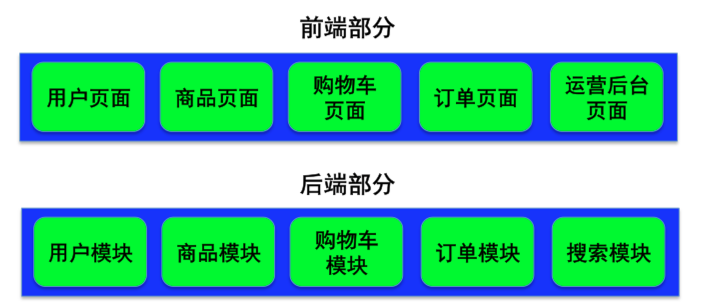 前端部分
用户页面
商品页面
购物车
页面
订单页面
运营后台
页面
后端部分
用户模块
商品模块
购物车
模块
订单模块
搜索模块